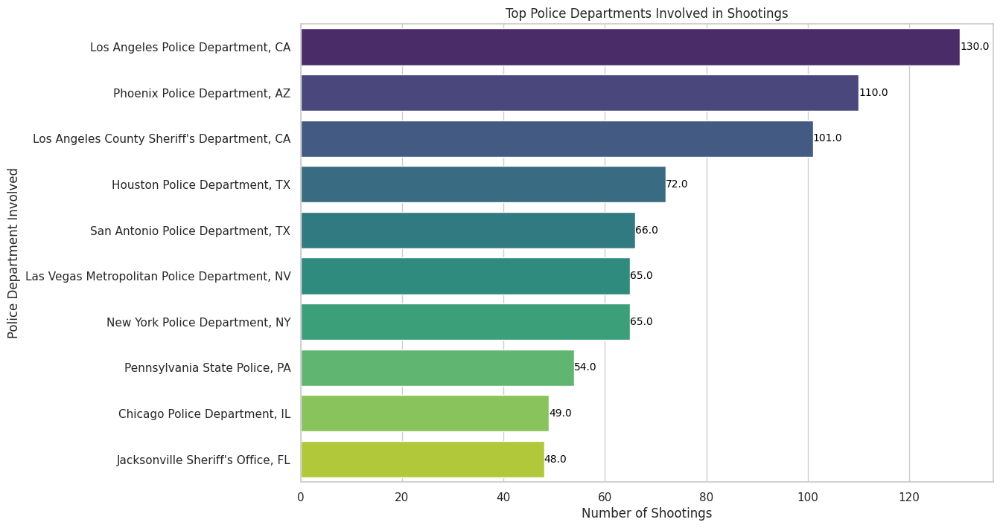 Top Police Departments Involved in Shootings
Police Department Involved
Los Angeles Police Department, CA 130.0
Phoenix Police Department, AZ 110.0
Los Angeles County Sheriff's Department, CA 101.0
Houston Police Department, TX 72.0
San Antonio Police Department, TX 66.0
Las Vegas Metropolitan Police Department, NV 65.0
New York Police Department, NY 65.0
Pennsylvania State Police, PA 54.0
Chicago Police Department, IL 49.0
Jacksonville Sheriff's Office, FL 48.0
0 20 40 60 80 100 120
Number of Shootings